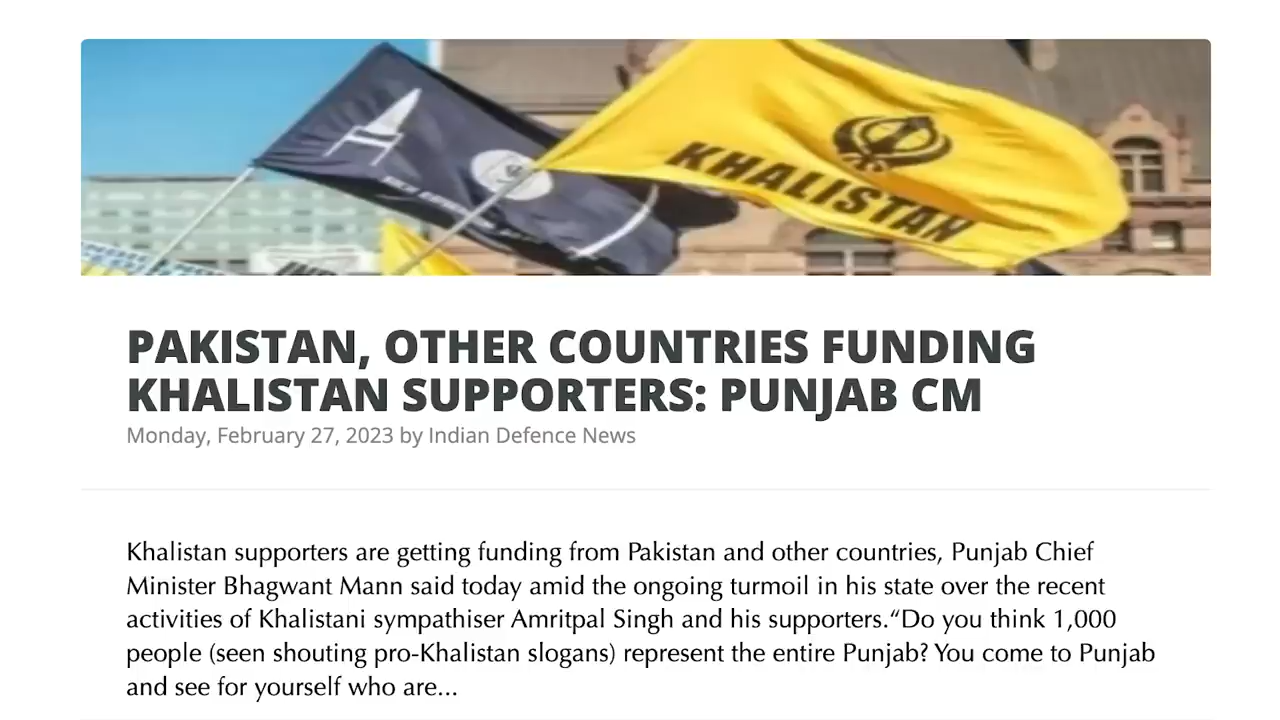 KHALISTAN
PAKISTAN, OTHER COUNTRIES FUNDING
KHALISTAN SUPPORTERS: PUNJAB CM
Monday, February 27, 2023 by Indian Defence News
Khalistan supporters are getting funding from Pakistan and other countries, Punjab Chief
Minister Bhagwant Mann said today amid the ongoing turmoil in his state over the recent
activities of Khalistani sympathiser Amritpal Singh and his supporters.“Do you think 1,000
people (seen shouting pro-Khalistan slogans) represent the entire Punjab? You come to Punjab
and see for yourself who are...